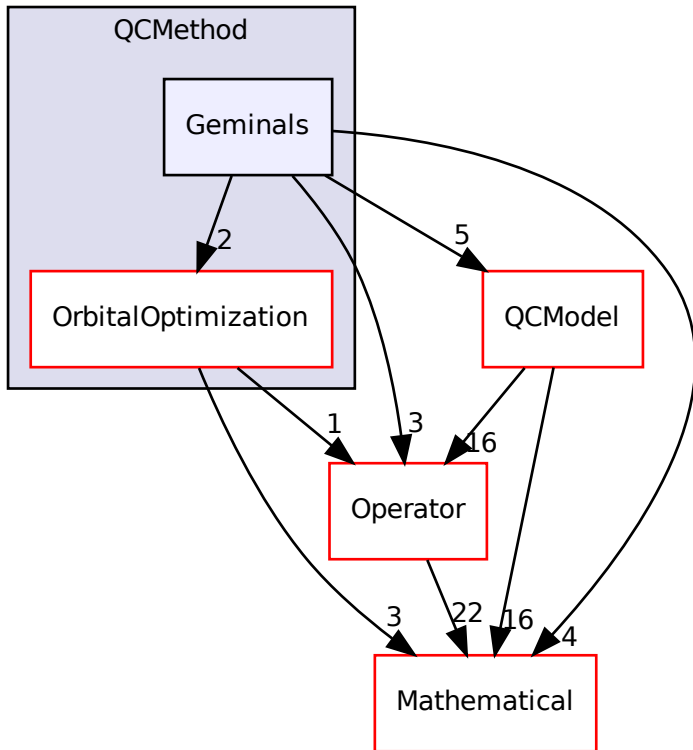 QCMethod
Geminals
2
5
OrbitalOptimization
QCModel
1
3
16
Operator
3
22
16
4
Mathematical